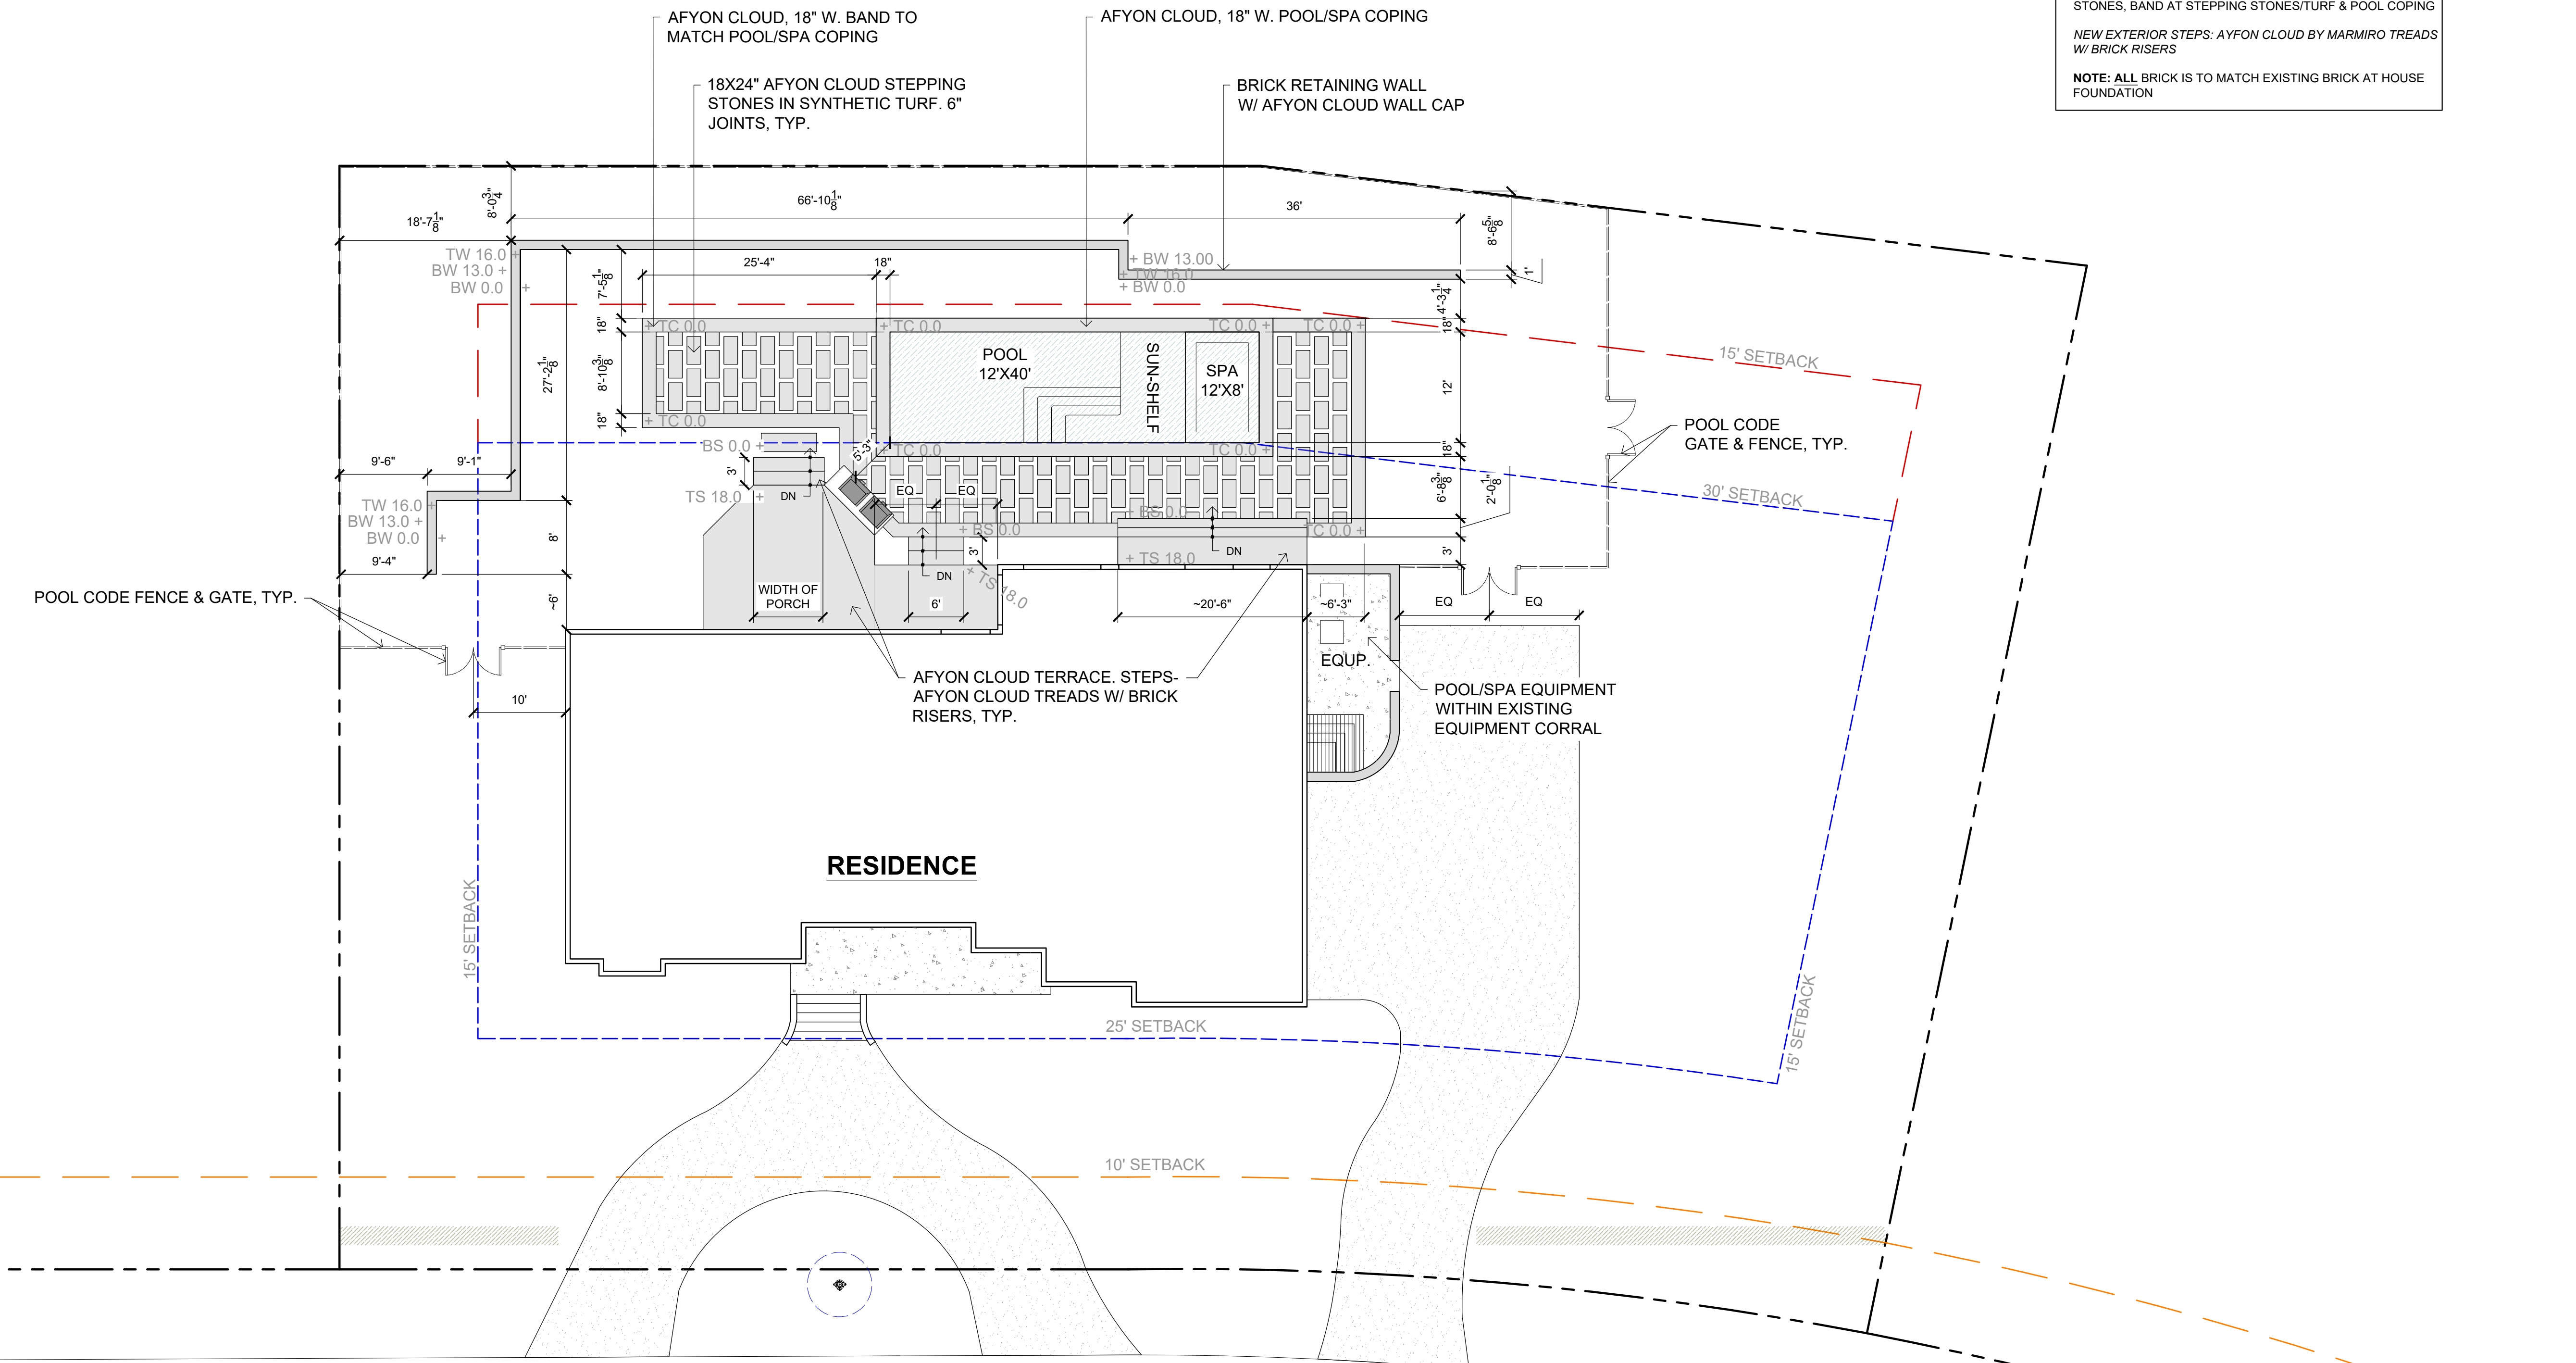 STONES, BAND AT STEPPING STONES/TURF & POOL COPING
NEW EXTERIOR STEPS: AYFON CLOUD BY MARMIRO TREADS
W/ BRICK RISERS
NOTE: ALL BRICK IS TO MATCH EXISTING BRICK AT HOUSE
FOUNDATION
AFYON CLOUD, 18" W. BAND TO
MATCH POOL/SPA COPING
AFYON CLOUD, 18" W. POOL/SPA COPING
18X24" AFYON CLOUD STEPPING
STONES IN SYNTHETIC TURF. 6"
JOINTS, TYP.
BRICK RETAINING WALL
W/ AFYON CLOUD WALL CAP
8'-0 3/4"
18'-7 1/8"
66'-10 1/8"
36'
8'-6 5/8"
1'
TW 16.0 +
BW 13.0 +
BW 0.0 +
25'-4"
18"
+ BW 13.00
+ TW 16.0
+ BW 0.0
7'-5 1/8"
4'-3 1/4"
18"
+ TC 0.0
+ TC 0.0
TC 0.0 +
TC 0.0 +
18"
27'-2 1/8"
8'-10 3/8"
POOL
12'X40'
SUN-SHELF
SPA
12'X8'
12'
15' SETBACK
18"
+ TC 0.0
BS 0.0 +
5'-3"
+ TC 0.0
TC 0.0 +
18"
POOL CODE
GATE & FENCE, TYP.
9'-6"
9'-1"
3'
TS 18.0 +
DN
EQ
EQ
6'-8 3/8"
2'-0 1/8"
30' SETBACK
TW 16.0 +
BW 13.0 +
BW 0.0 +
+ BS 0.0
+ BS 0.0
TC 0.0 +
8'
9'-4"
3'
DN
+ TS 18.0
+ TS 18.0
DN
3'
POOL CODE FENCE & GATE, TYP.
~6'
WIDTH OF
PORCH
6'
~20'-6"
~6'-3"
EQ
EQ
EQUP.
AFYON CLOUD TERRACE. STEPS-
AFYON CLOUD TREADS W/ BRICK
RISERS, TYP.
POOL/SPA EQUIPMENT
WITHIN EXISTING
EQUIPMENT CORRAL
10'
RESIDENCE
15' SETBACK
25' SETBACK
15' SETBACK
10' SETBACK